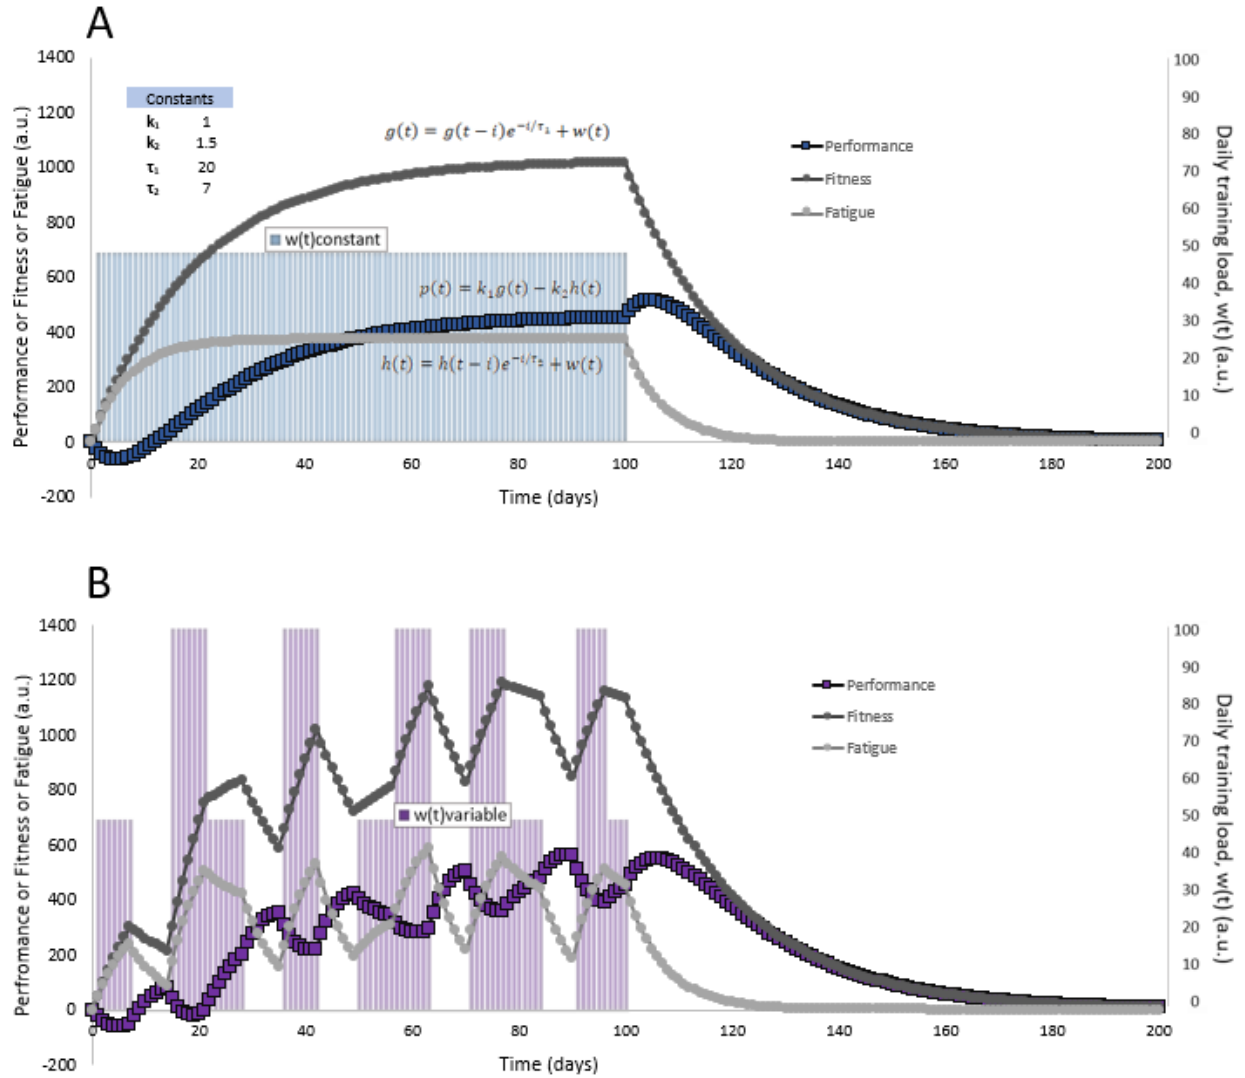 A
1400
1200
1000
800
600
400
200
0
-200
Performance or Fitness or Fatigue (a.u.)
Constants
k₁ 1
k₂ 1.5
τ₁ 20
τ₂ 7
g(t) = g(t − i)e^{−i/τ₁} + w(t)
w(t)constant
p(t) = k₁g(t) − k₂h(t)
h(t) = h(t − i)e^{−i/τ₂} + w(t)
Performance
Fitness
Fatigue
100
90
80
70
60
50
40
30
20
10
0
Daily training load, w(t) (a.u.)
0 20 40 60 80 100 120 140 160 180 200
Time (days)
B
1400
1200
1000
800
600
400
200
0
-200
Perfromance or Fitness or Fatigue (a.u.)
w(t)variable
Performance
Fitness
Fatigue
100
90
80
70
60
50
40
30
20
10
0
Daily training load, w(t) (a.u.)
0 20 40 60 80 100 120 140 160 180 200
Time (days)